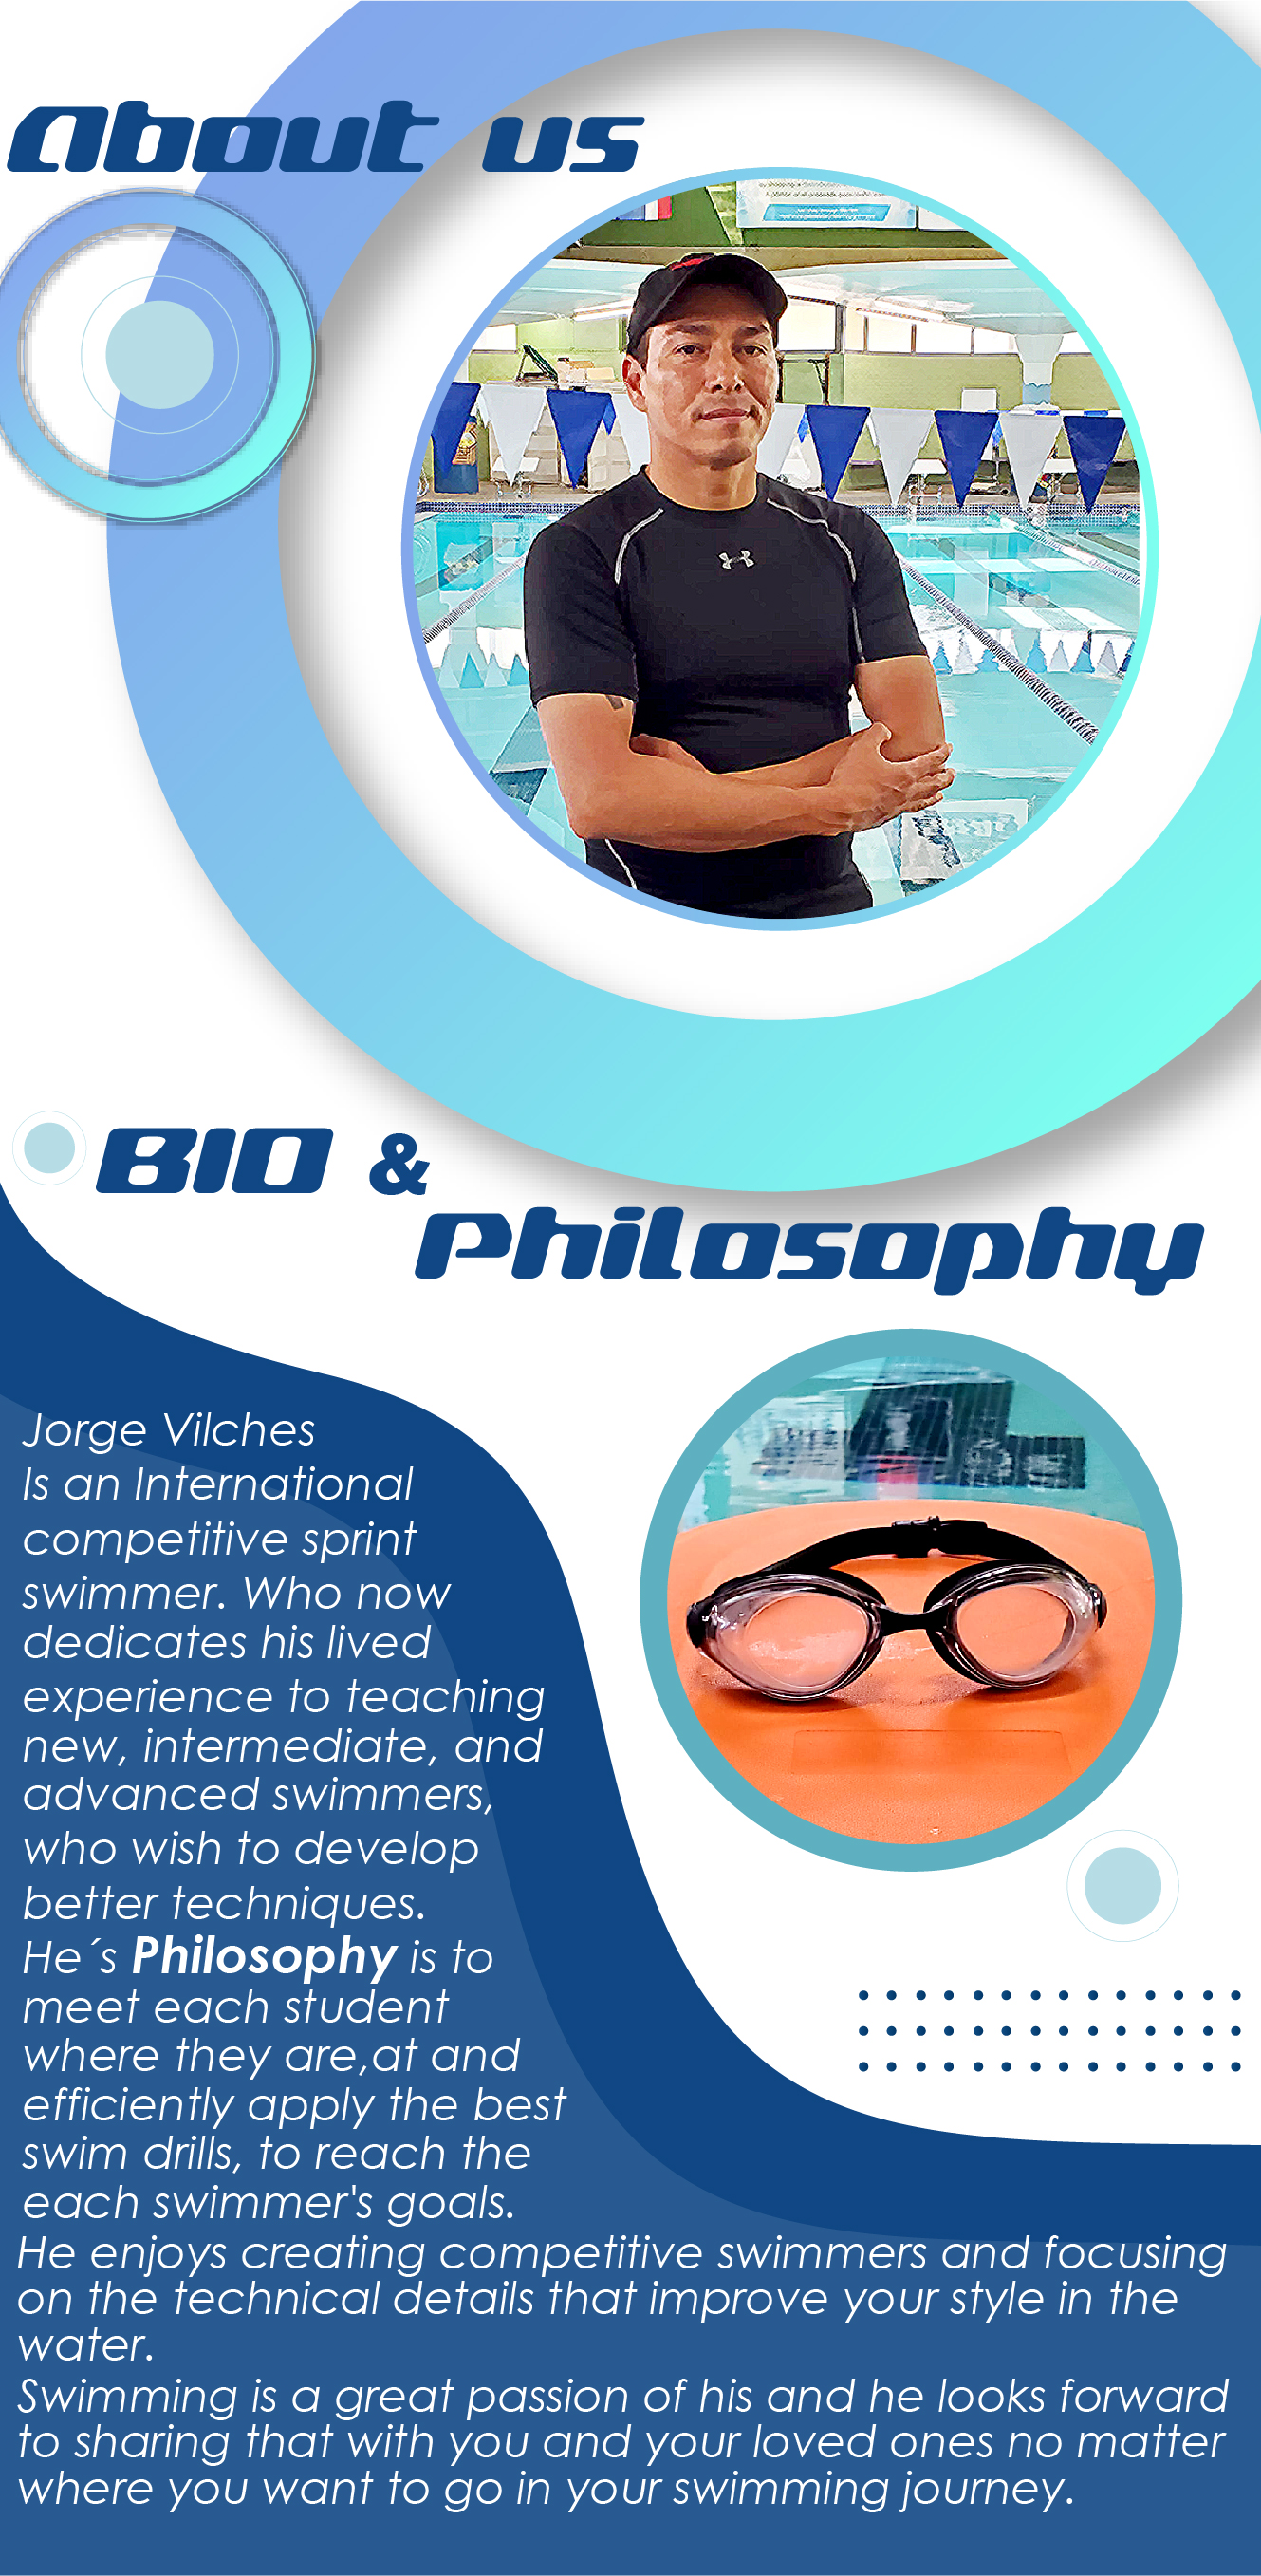 About us
BIO &
Philosophy
Jorge Vilches
Is an International
competitive sprint
swimmer. Who now
dedicates his lived
experience to teaching
new, intermediate, and
advanced swimmers,
who wish to develop
better techniques.
He´s Philosophy is to
meet each student
where they are,at and
efficiently apply the best
swim drills, to reach the
each swimmer's goals.
He enjoys creating competitive swimmers and focusing
on the technical details that improve your style in the
water.
Swimming is a great passion of his and he looks forward
to sharing that with you and your loved ones no matter
where you want to go in your swimming journey.